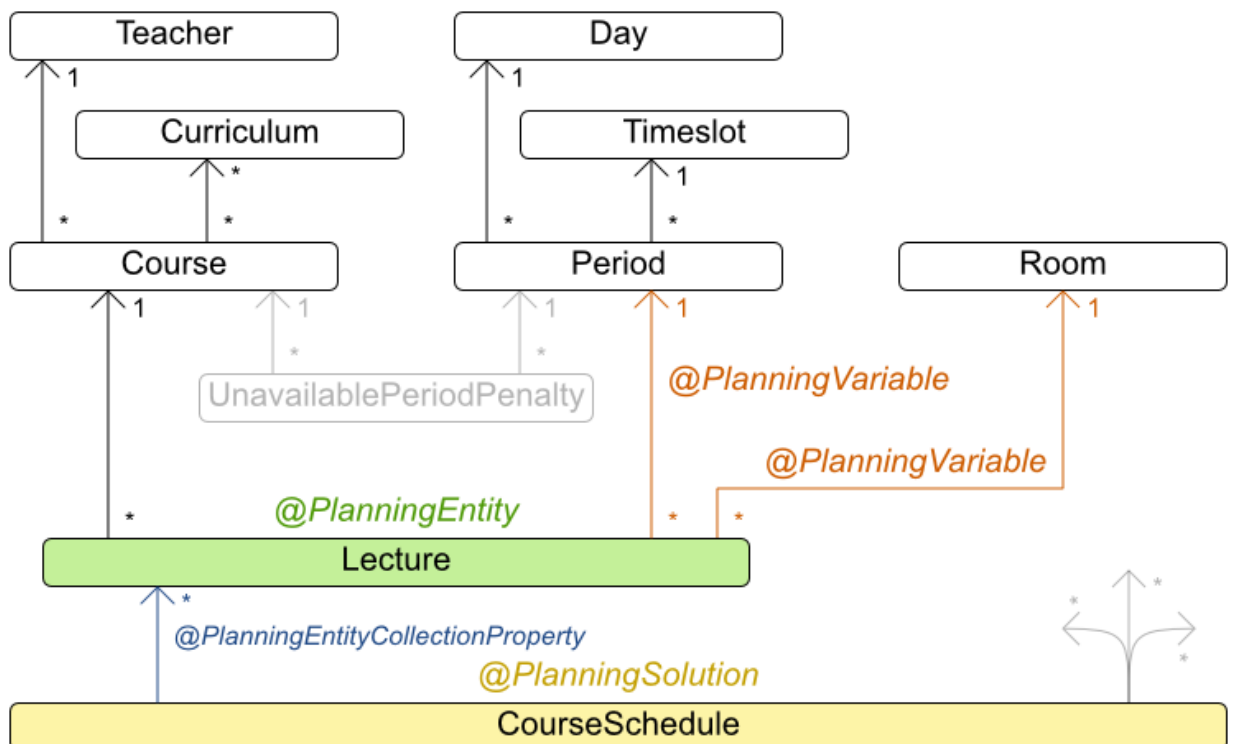 Teacher
Day
1
1
Curriculum
Timeslot
*
1
*
*
*
*
Course
Period
Room
1
1
1
1
1
*
*
@PlanningVariable
UnavailablePeriodPenalty
@PlanningVariable
*
@PlanningEntity
*
*
Lecture
*
*
*
@PlanningEntityCollectionProperty
*
@PlanningSolution
CourseSchedule